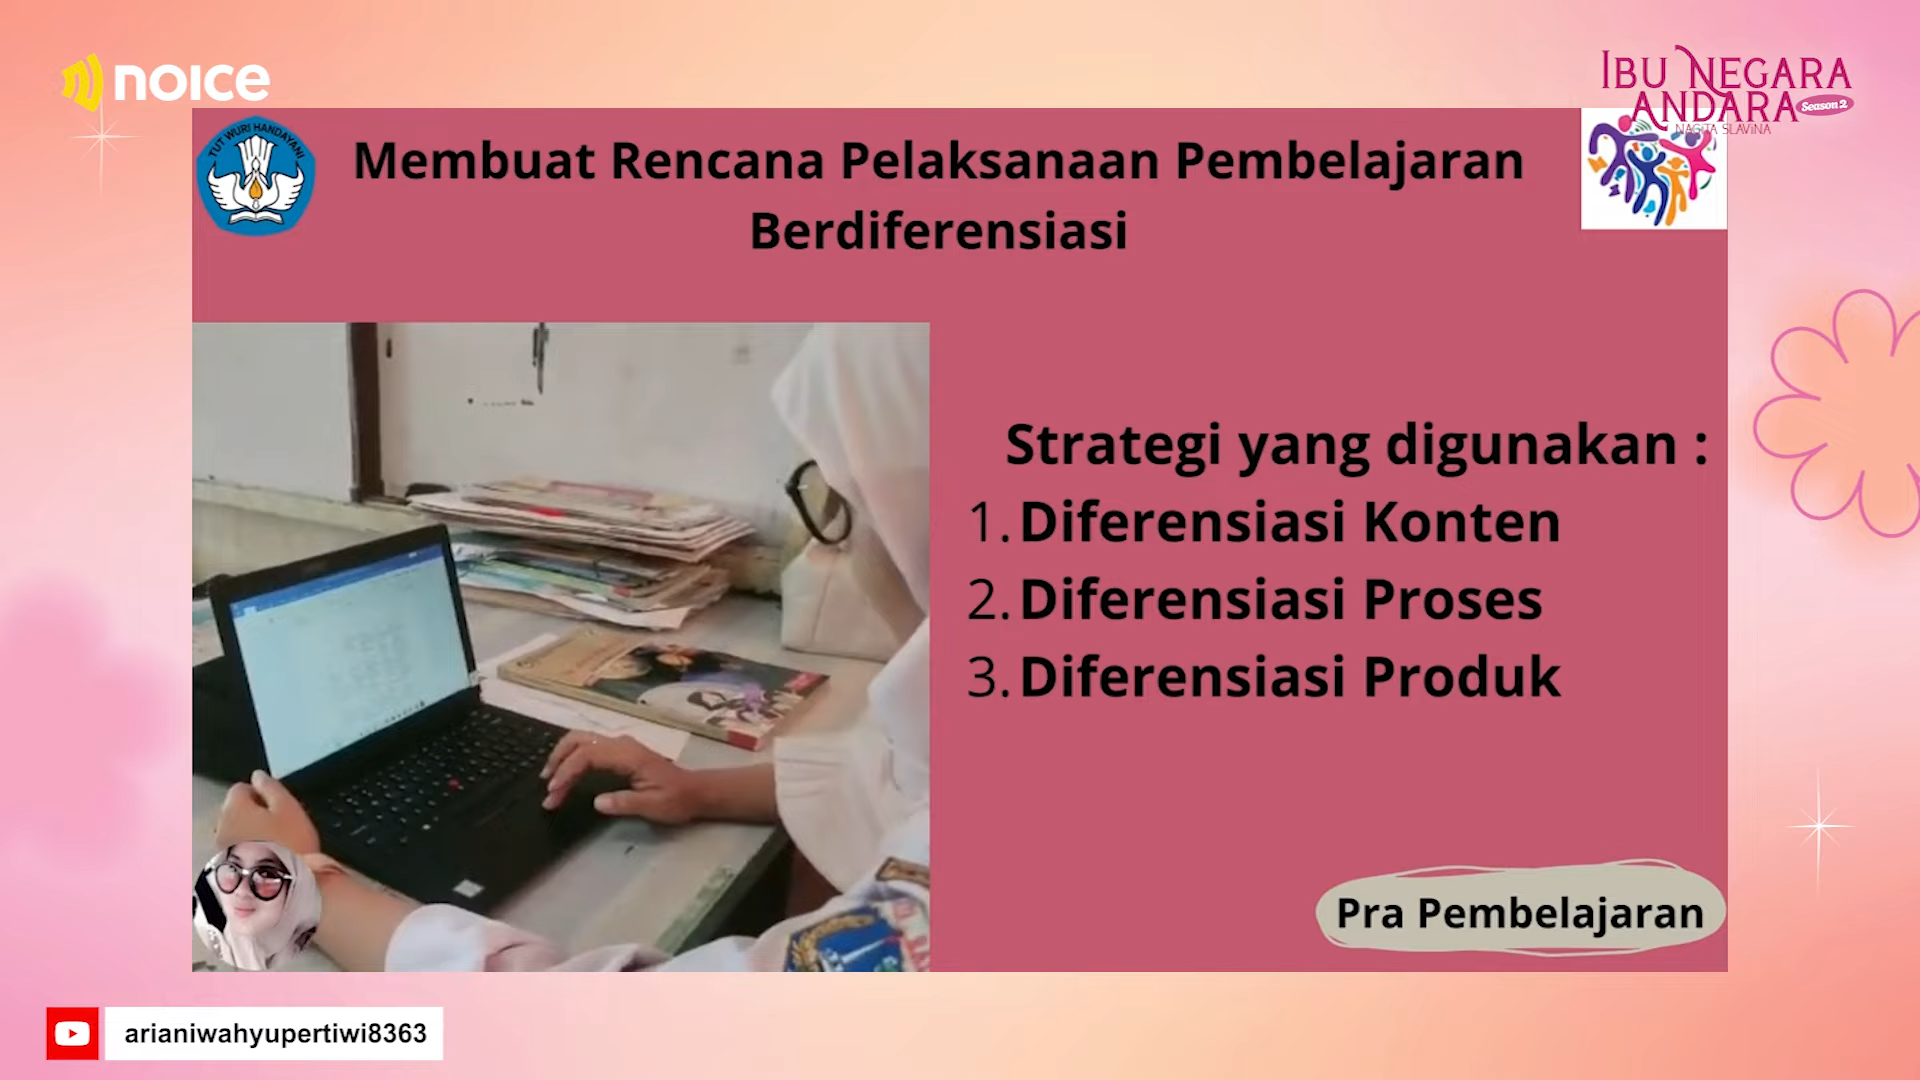 noice
IBU NEGARA
ANDARA
Season 2
NAGITA SLAVINA
TUT WURI HANDAYANI
Membuat Rencana Pelaksanaan Pembelajaran
Berdiferensiasi
Strategi yang digunakan :
1. Diferensiasi Konten
2. Diferensiasi Proses
3. Diferensiasi Produk
Pra Pembelajaran
arianiwahyupertiwi8363